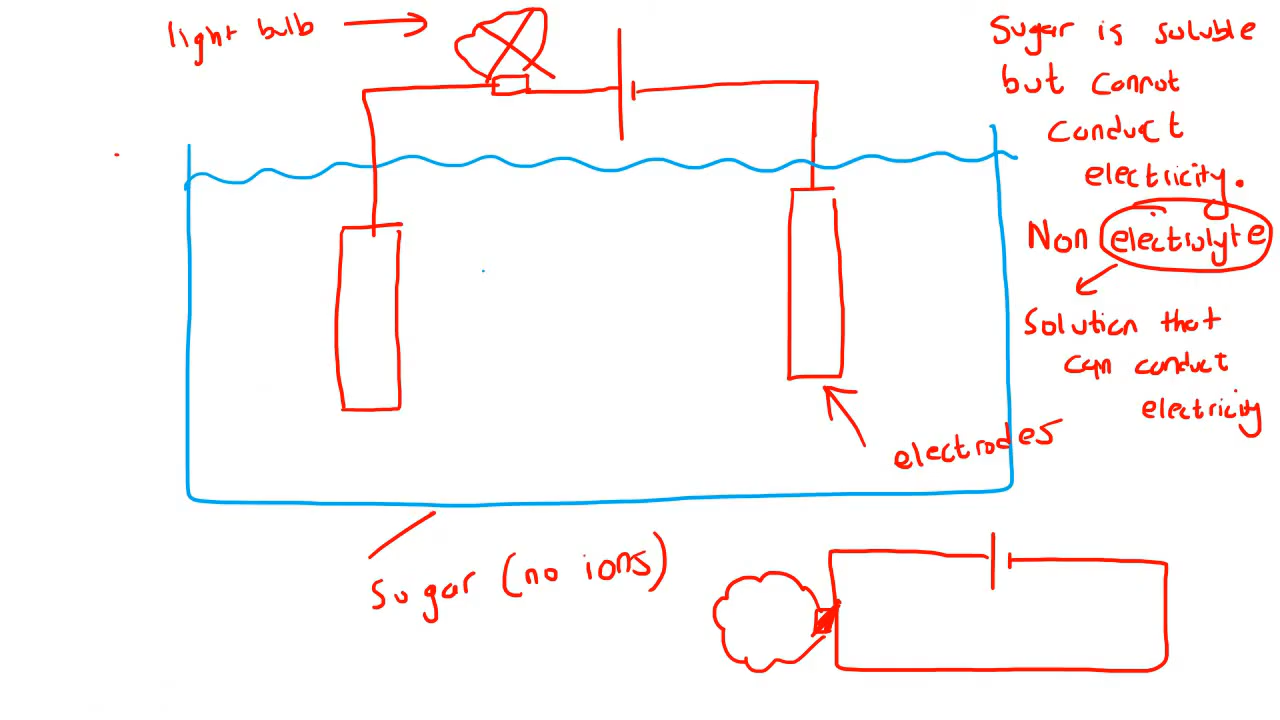 light bulb
Sugar is soluble
but cannot
conduct
electricity.
Non electrolyte
Solution that
can conduct
electricity
electrodes
Sugar (no ions)